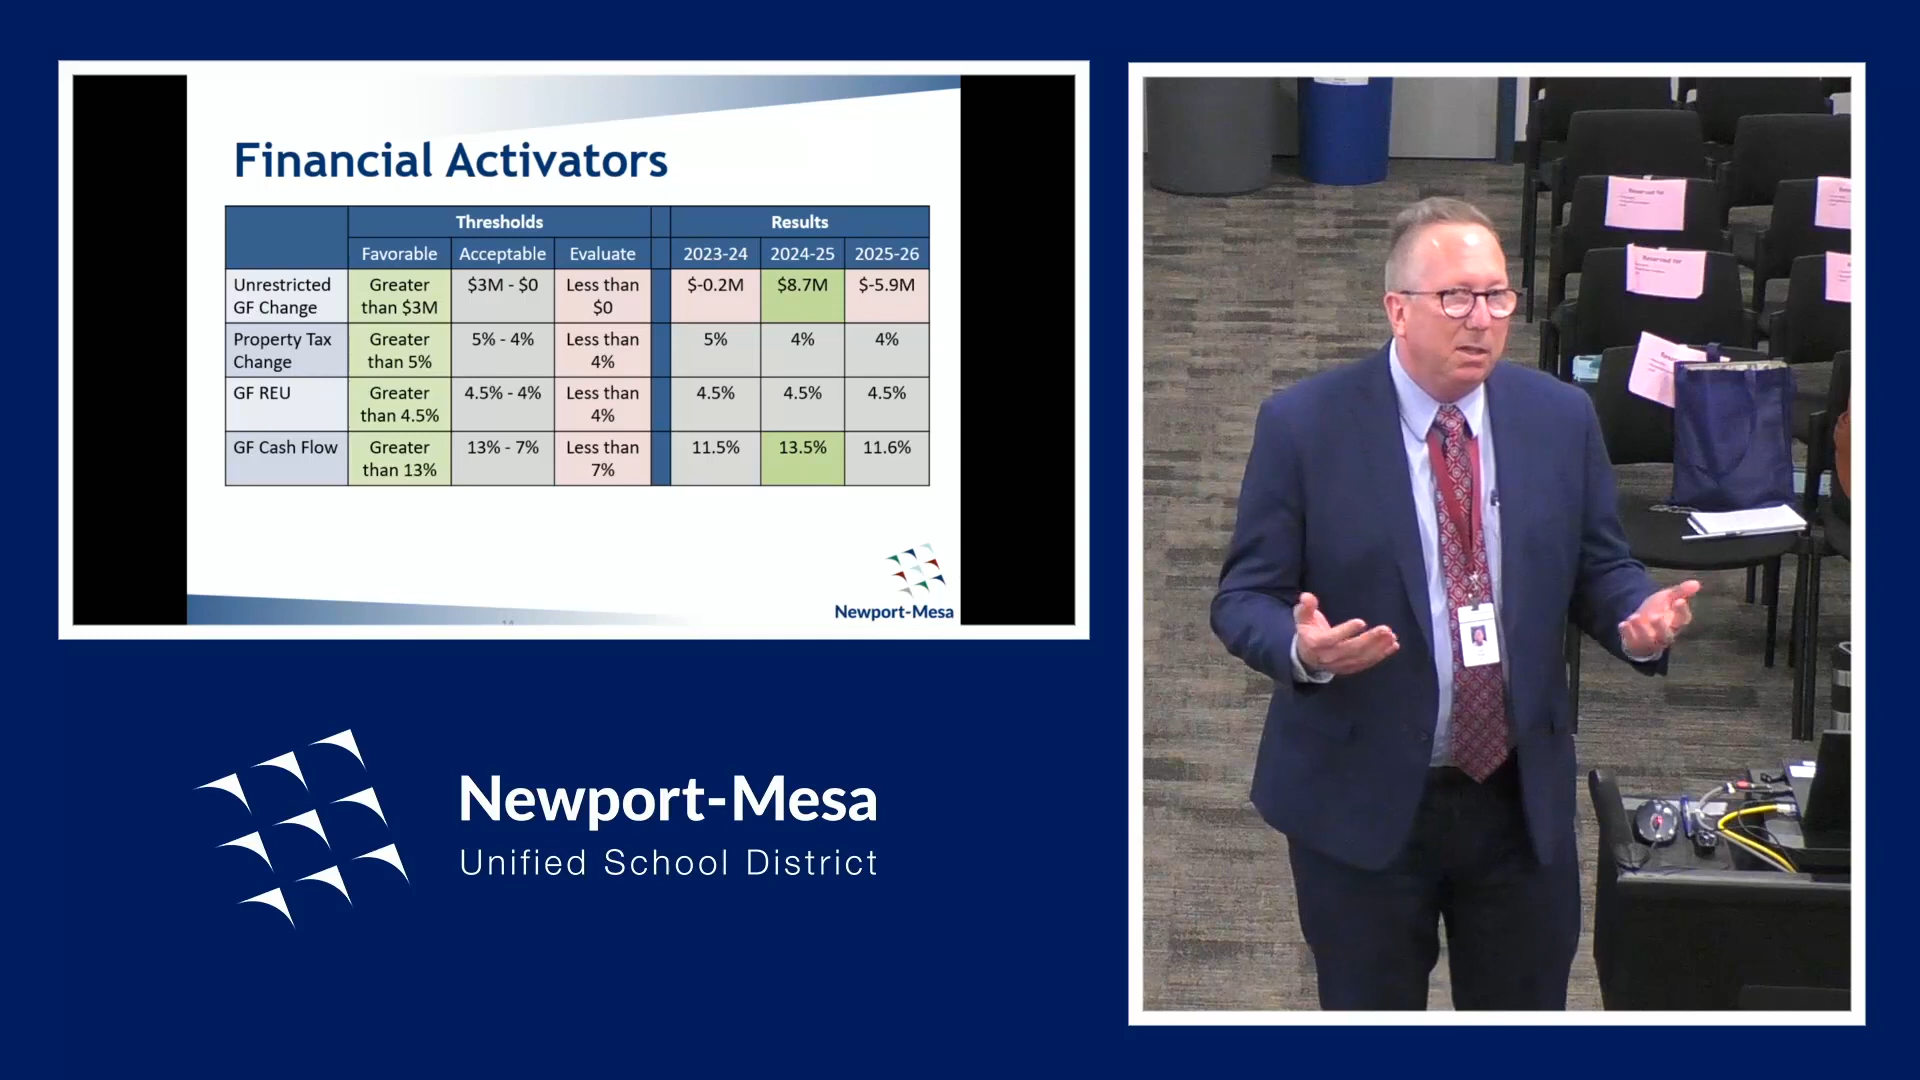 Financial Activators
Thresholds Results
Favorable Acceptable Evaluate 2023-24 2024-25 2025-26
Unrestricted GF Change Greater than $3M $3M - $0 Less than $0 $-0.2M $8.7M $-5.9M
Property Tax Change Greater than 5% 5% - 4% Less than 4% 5% 4% 4%
GF REU Greater than 4.5% 4.5% - 4% Less than 4% 4.5% 4.5% 4.5%
GF Cash Flow Greater than 13% 13% - 7% Less than 7% 11.5% 13.5% 11.6%
Newport-Mesa
Newport-Mesa
Unified School District
Reserved for
Reserved for